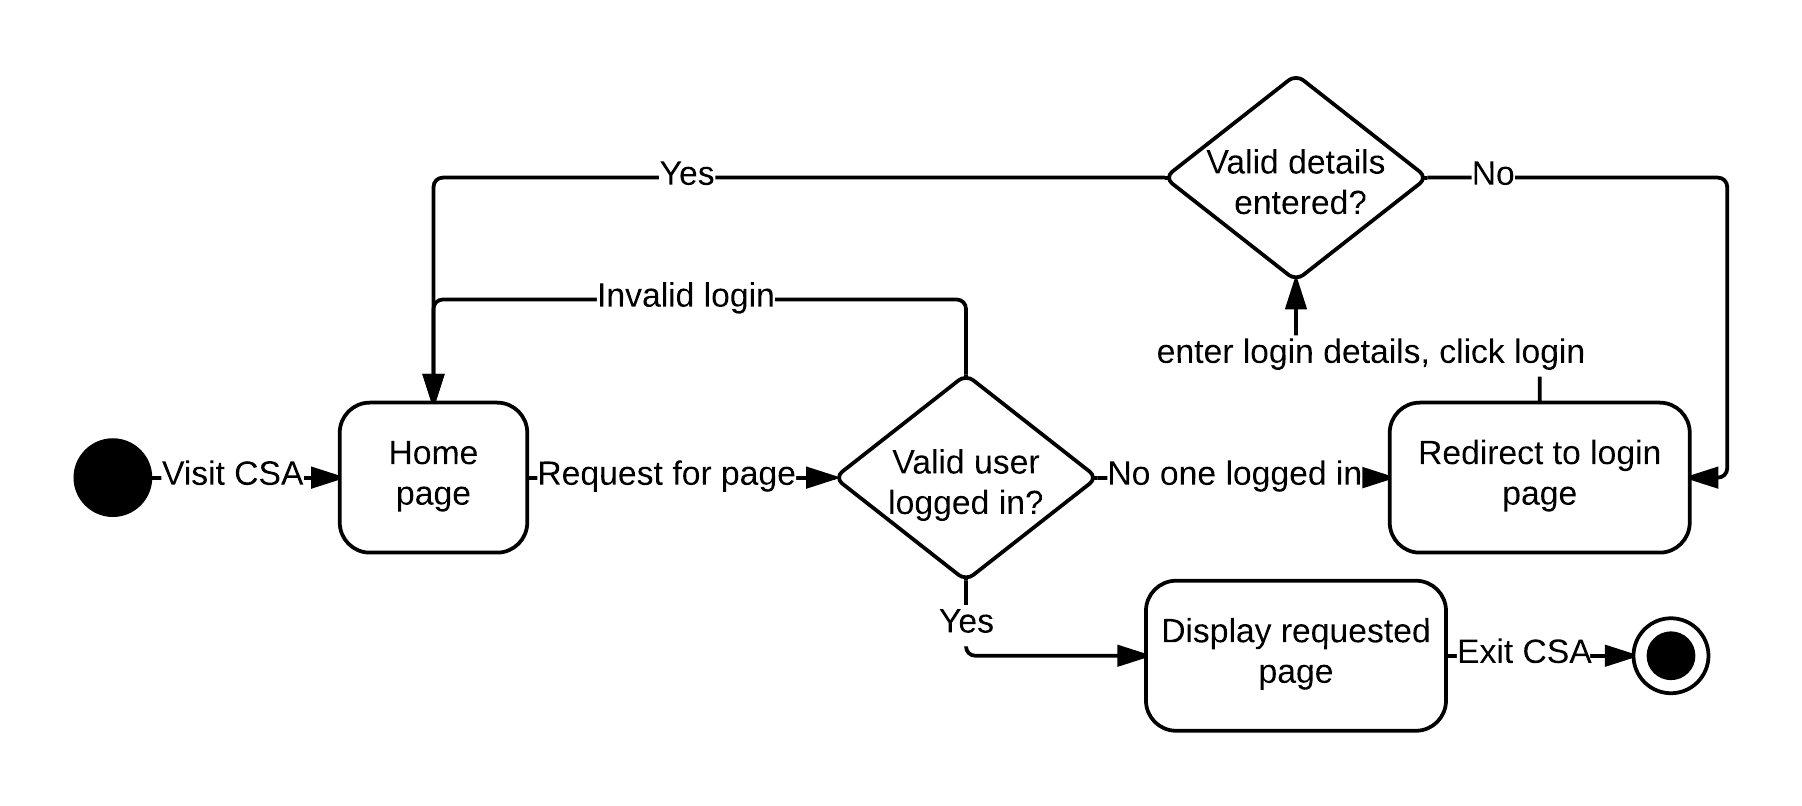 Valid details
entered?
Yes
No
Invalid login
enter login details, click login
Visit CSA
Home
page
Request for page
Valid user
logged in?
No one logged in
Redirect to login
page
Yes
Display requested
page
Exit CSA